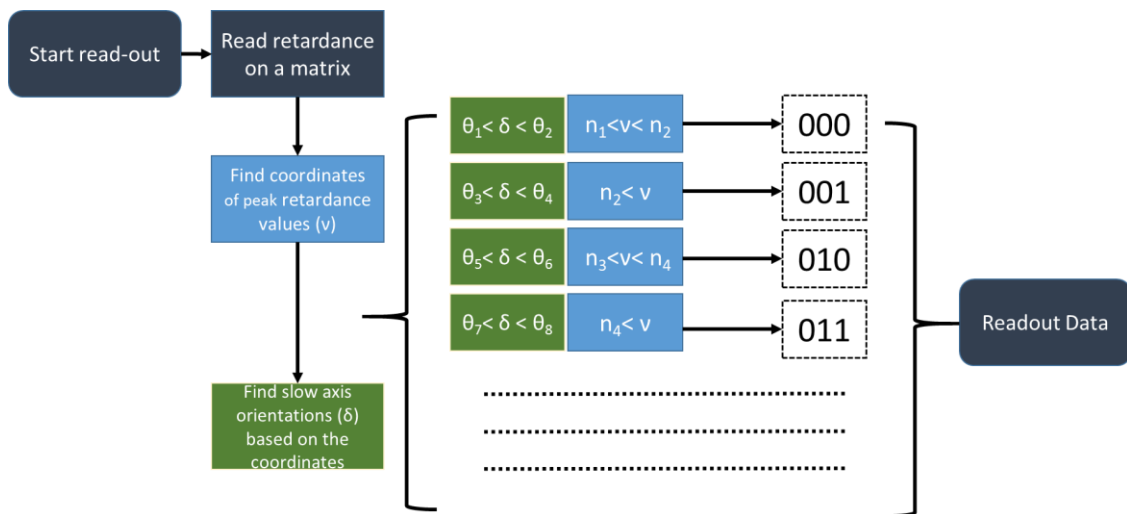 Start read-out
Read retardance
on a matrix
Find coordinates
of peak retardance
values (ν)
Find slow axis
orientations (δ)
based on the
coordinates
θ₁< δ < θ₂
n₁<ν< n₂
000
θ₃< δ < θ₄
n₂< ν
001
θ₅< δ < θ₆
n₃<ν< n₄
010
θ₇< δ < θ₈
n₄< ν
011
Readout Data